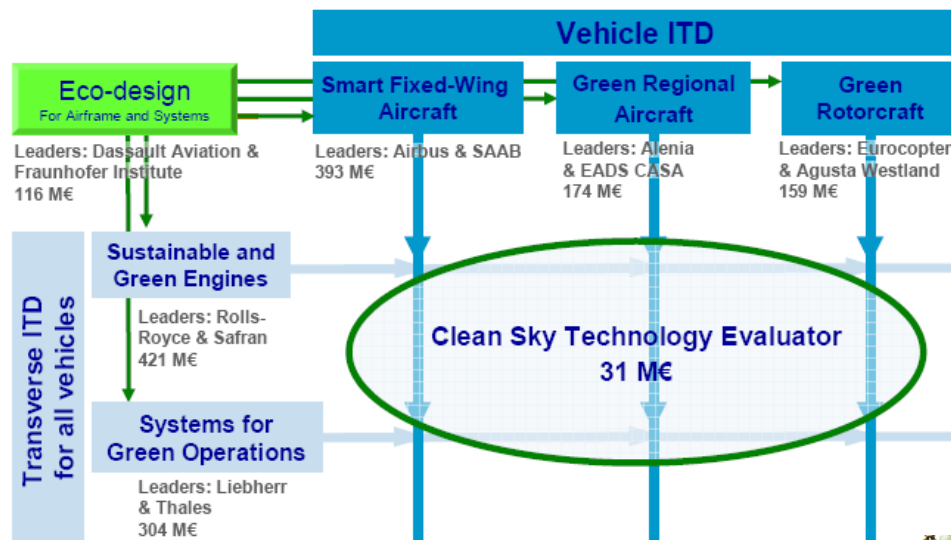 Vehicle ITD
Eco-design
For Airframe and Systems
Smart Fixed-Wing
Aircraft
Green Regional
Aircraft
Green
Rotorcraft
Leaders: Dassault Aviation &
Fraunhofer Institute
116 M€
Leaders: Airbus & SAAB
393 M€
Leaders: Alenia
& EADS CASA
174 M€
Leaders: Eurocopter
& Agusta Westland
159 M€
Transverse ITD
for all vehicles
Sustainable and
Green Engines
Leaders: Rolls-
Royce & Safran
421 M€
Clean Sky Technology Evaluator
31 M€
Systems for
Green Operations
Leaders: Liebherr
& Thales
304 M€